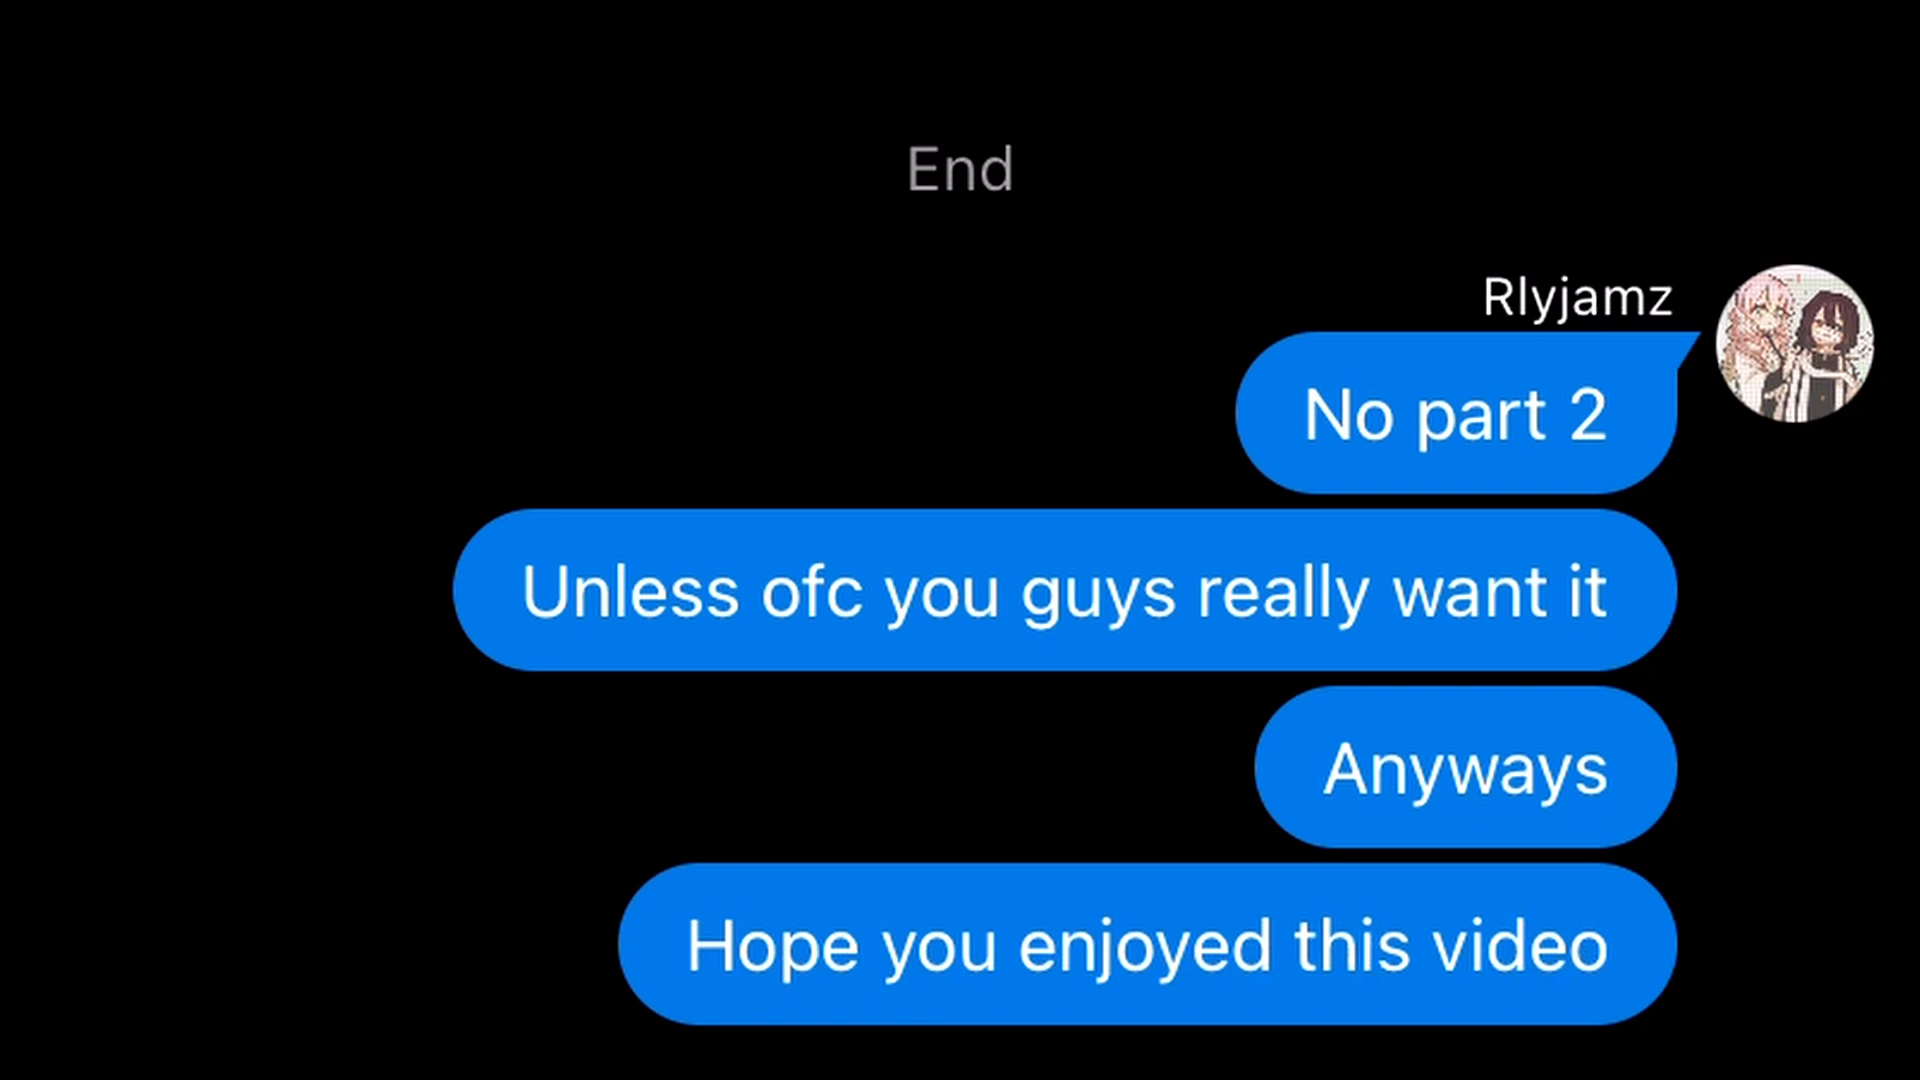 End
Rlyjamz
No part 2
Unless ofc you guys really want it
Anyways
Hope you enjoyed this video